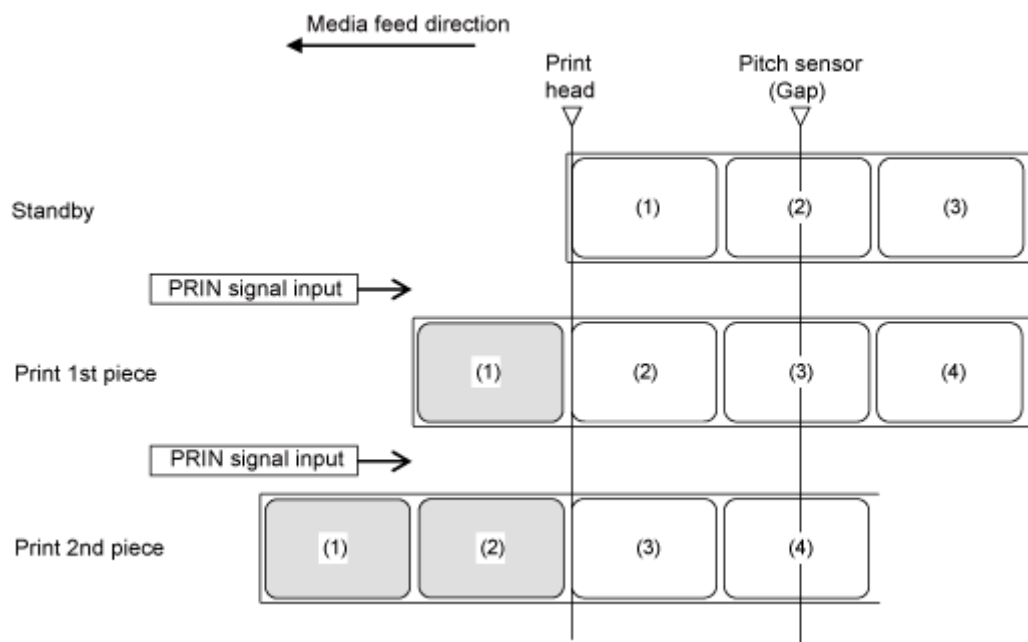 Media feed direction
Print
head
Pitch sensor
(Gap)
Standby
(1)
(2)
(3)
PRIN signal input
Print 1st piece
(1)
(2)
(3)
(4)
PRIN signal input
Print 2nd piece
(1)
(2)
(3)
(4)